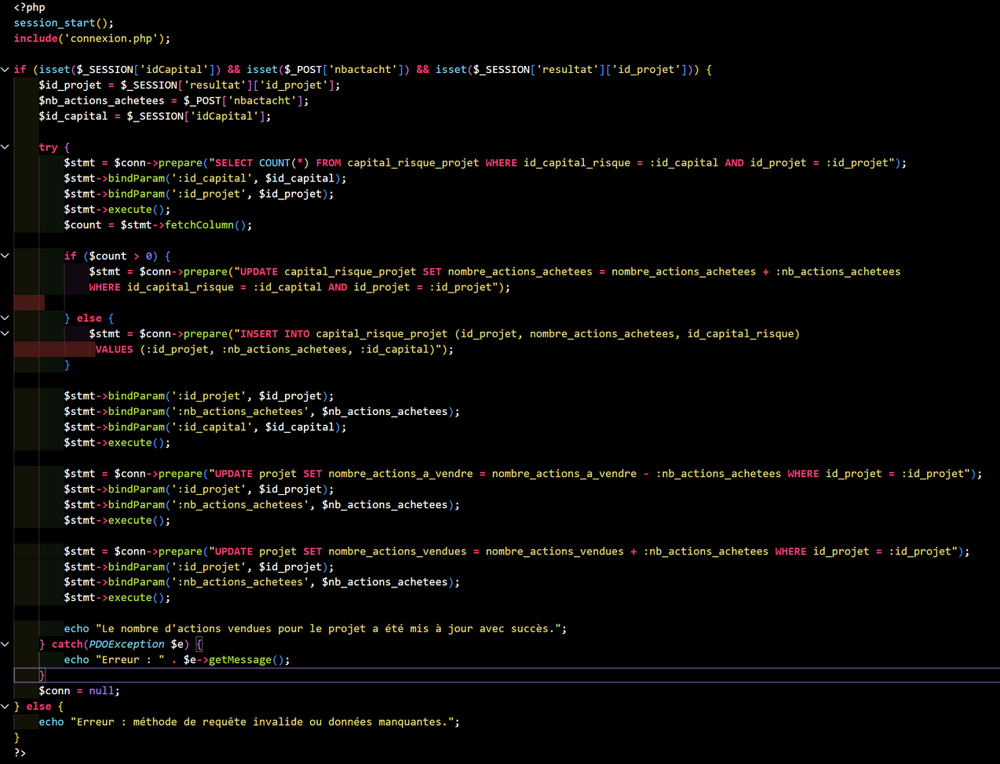 <?php
session_start();
include('connexion.php');
if (isset($_SESSION['idCapital']) && isset($_POST['nbactacht']) && isset($_SESSION['resultat']['id_projet'])) {
$id_projet = $_SESSION['resultat']['id_projet'];
$nb_actions_achetees = $_POST['nbactacht'];
$id_capital = $_SESSION['idCapital'];
try {
$stmt = $conn->prepare("SELECT COUNT(*) FROM capital_risque_projet WHERE id_capital_risque = :id_capital AND id_projet = :id_projet");
$stmt->bindParam(':id_capital', $id_capital);
$stmt->bindParam(':id_projet', $id_projet);
$stmt->execute();
$count = $stmt->fetchColumn();
if ($count > 0) {
$stmt = $conn->prepare("UPDATE capital_risque_projet SET nombre_actions_achetees = nombre_actions_achetees + :nb_actions_achetees
WHERE id_capital_risque = :id_capital AND id_projet = :id_projet");
} else {
$stmt = $conn->prepare("INSERT INTO capital_risque_projet (id_projet, nombre_actions_achetees, id_capital_risque)
VALUES (:id_projet, :nb_actions_achetees, :id_capital)");
}
$stmt->bindParam(':id_projet', $id_projet);
$stmt->bindParam(':nb_actions_achetees', $nb_actions_achetees);
$stmt->bindParam(':id_capital', $id_capital);
$stmt->execute();
$stmt = $conn->prepare("UPDATE projet SET nombre_actions_a_vendre = nombre_actions_a_vendre - :nb_actions_achetees WHERE id_projet = :id_projet");
$stmt->bindParam(':id_projet', $id_projet);
$stmt->bindParam(':nb_actions_achetees', $nb_actions_achetees);
$stmt->execute();
$stmt = $conn->prepare("UPDATE projet SET nombre_actions_vendues = nombre_actions_vendues + :nb_actions_achetees WHERE id_projet = :id_projet");
$stmt->bindParam(':id_projet', $id_projet);
$stmt->bindParam(':nb_actions_achetees', $nb_actions_achetees);
$stmt->execute();
echo "Le nombre d'actions vendues pour le projet a été mis à jour avec succès.";
} catch(PDOException $e) {
echo "Erreur : " . $e->getMessage();
}
$conn = null;
} else {
echo "Erreur : méthode de requête invalide ou données manquantes.";
}
?>